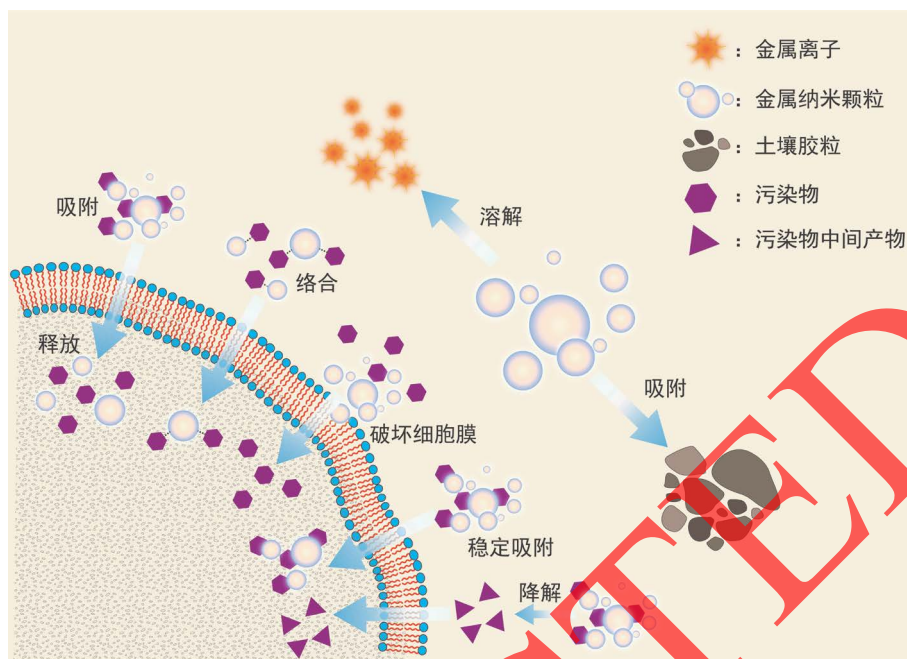 ：金属离子
：金属纳米颗粒
：土壤胶粒
：污染物
：污染物中间产物
吸附
溶解
络合
释放
吸附
破坏细胞膜
稳定吸附
降解